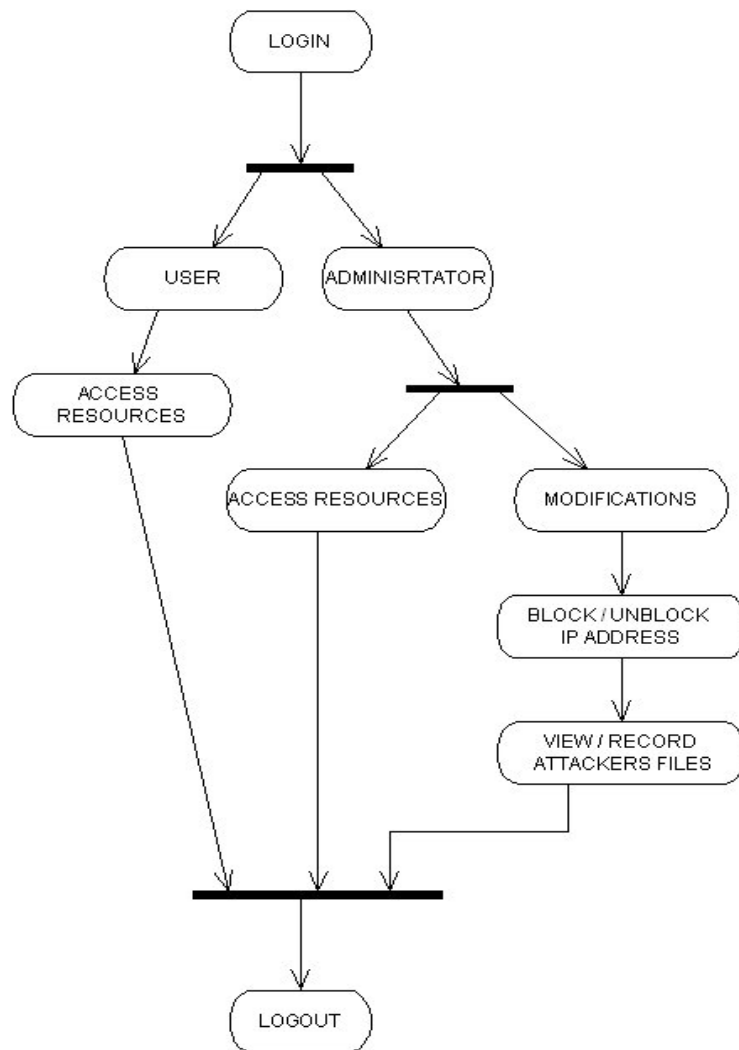 LOGIN
USER
ADMINISRTATOR
ACCESS
RESOURCES
ACCESS RESOURCES
MODIFICATIONS
BLOCK / UNBLOCK
IP ADDRESS
VIEW / RECORD
ATTACKERS FILES
LOGOUT